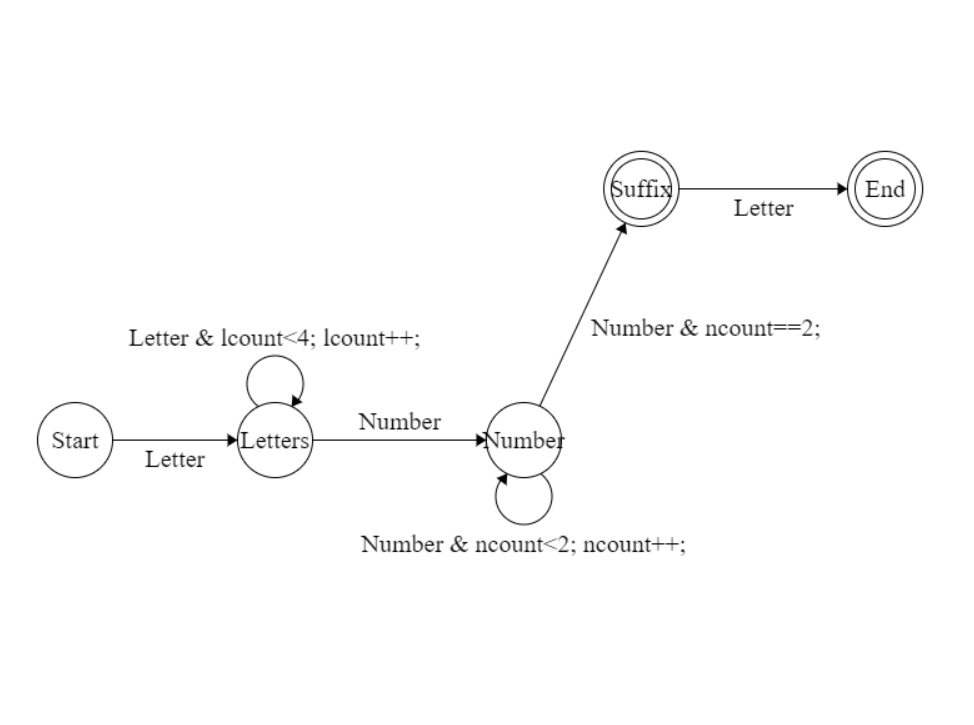 Suffix
End
Letter
Number & ncount==2;
Letter & lcount<4; lcount++;
Start
Letter
Letters
Number
Number
Number & ncount<2; ncount++;